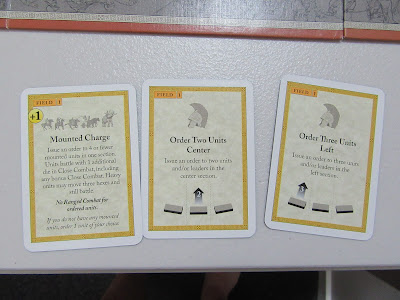 FIELD 1
+1
Mounted Charge
Issue an order to 4 or fewer
mounted units in one section.
Units battle with 1 additional
die in Close Combat, including
any bonus Close Combat. Heavy
units may move three hexes and
still battle.
No Ranged Combat for
ordered units.
If you do not have any mounted
units, order 1 unit of your choice
FIELD 1
Order Two Units
Center
Issue an order to two units
and/or leaders in the
center section.
FIELD 1
Order Three Units
Left
Issue an order to three units
and/or leaders in the
left section.